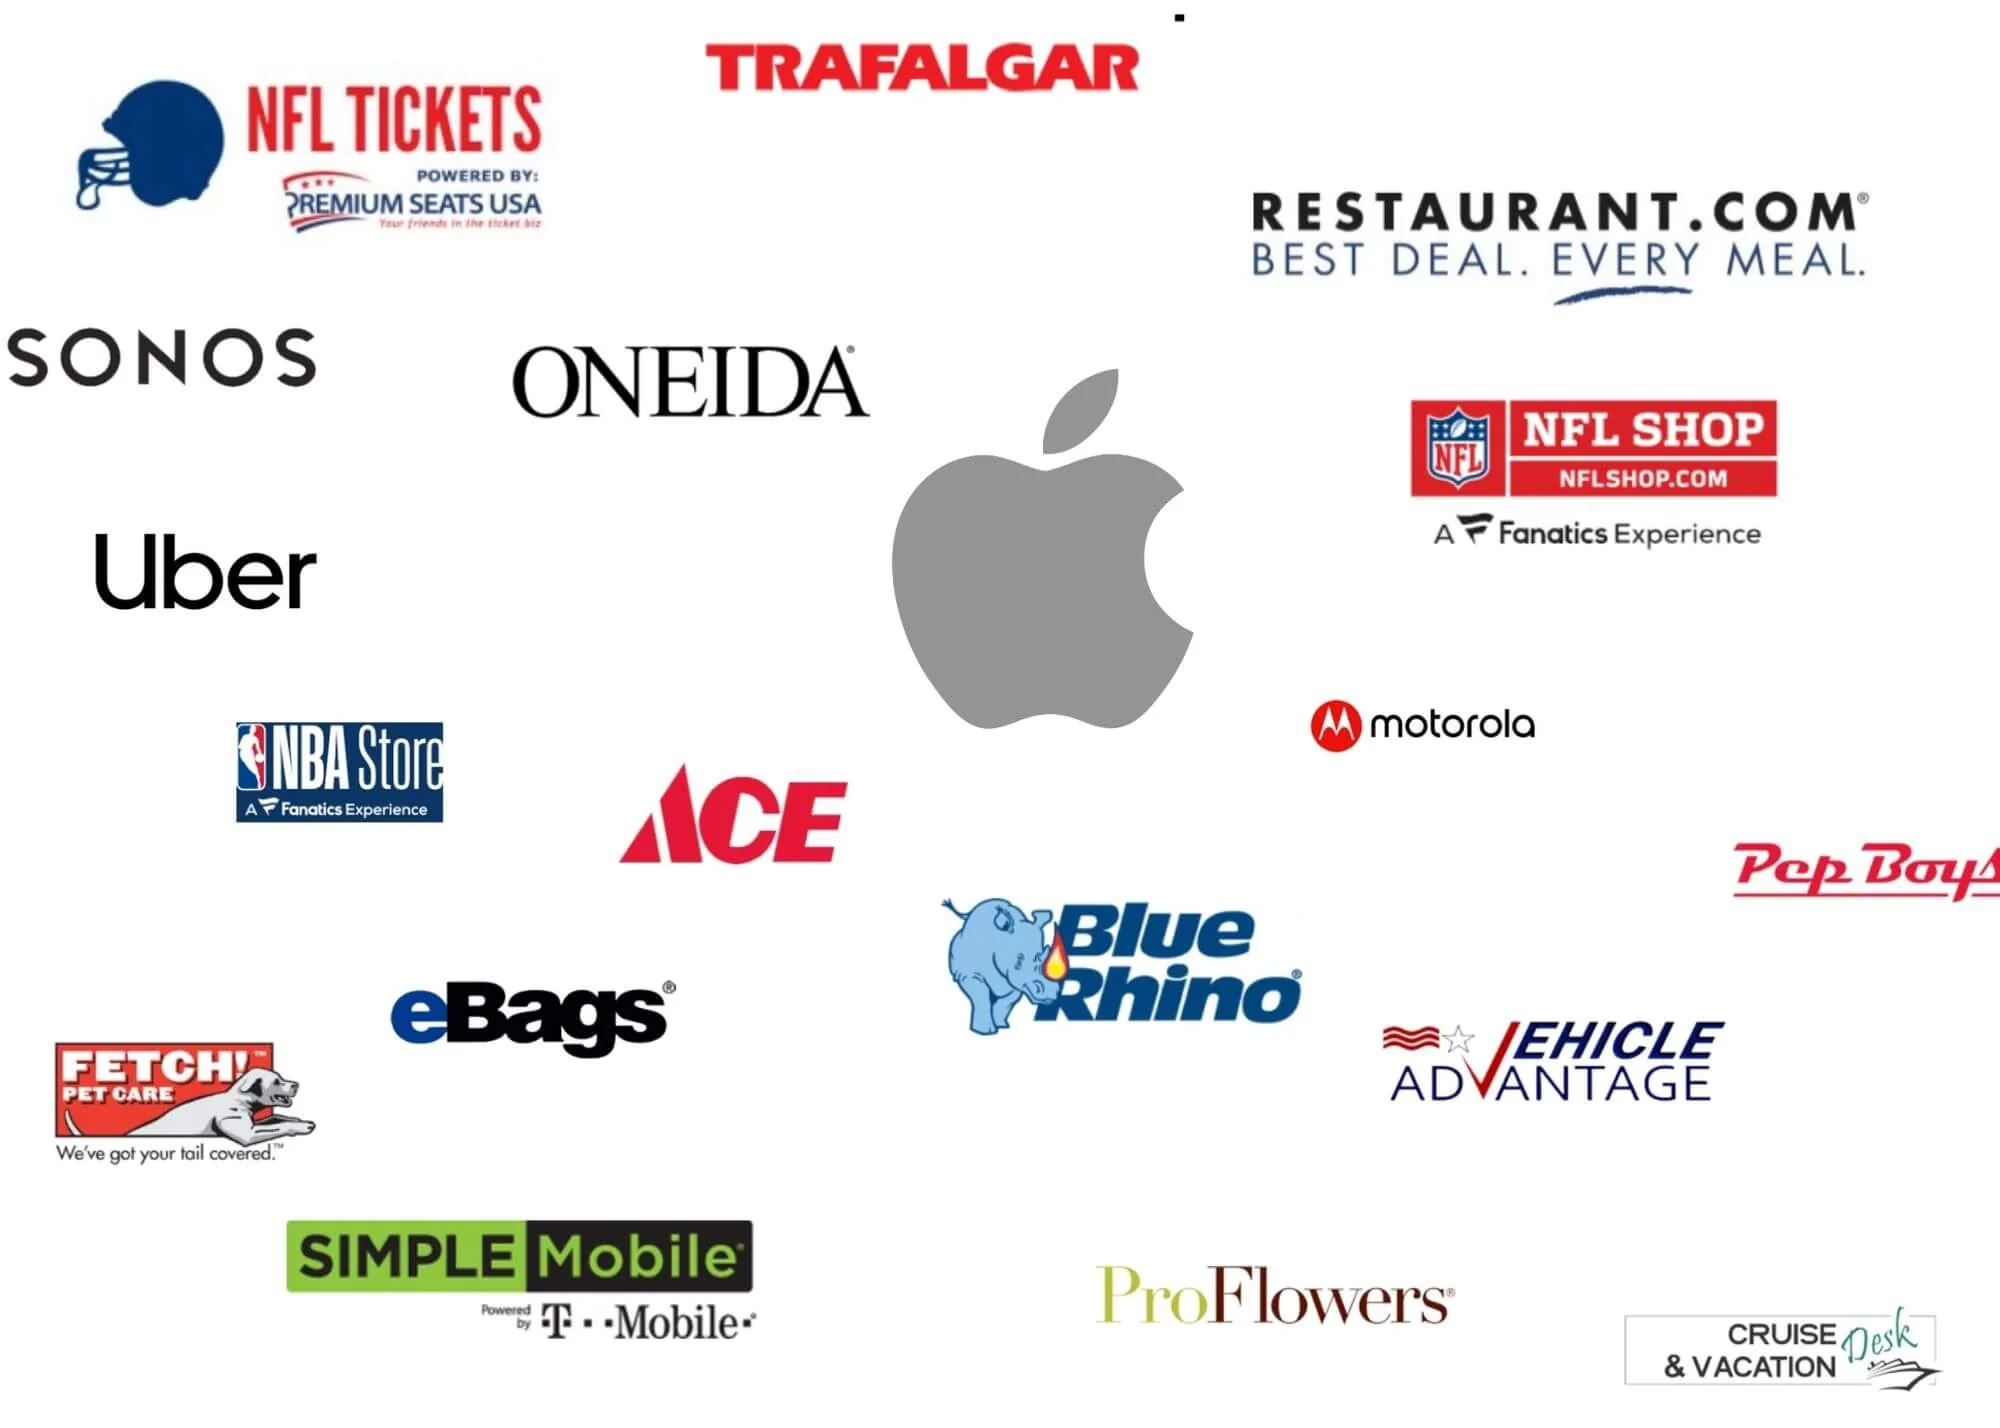 TRAFALGAR
NFL TICKETS
POWERED BY:
PREMIUM SEATS USA
Your friends in the ticket biz
RESTAURANT.COM®
BEST DEAL. EVERY MEAL.
SONOS
ONEIDA®
NFL
NFL SHOP
NFLSHOP.COM
A Fanatics Experience
Uber
motorola
NBA Store
A Fanatics Experience
ACE
Pep Boys
Blue
Rhino®
eBags®
VEHICLE
ADVANTAGE
FETCH!™
PET CARE
We've got your tail covered.™
SIMPLE Mobile
Powered
by T··Mobile·
ProFlowers®
CRUISE Desk
& VACATION